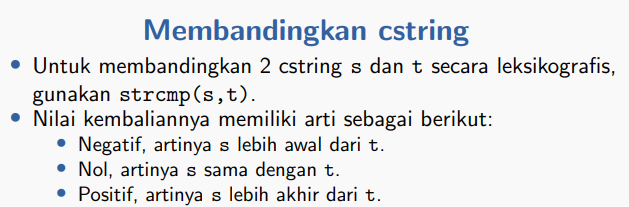 Membandingkan cstring
• Untuk membandingkan 2 cstring s dan t secara leksikografis,
gunakan strcmp(s,t).
• Nilai kembaliannya memiliki arti sebagai berikut:
• Negatif, artinya s lebih awal dari t.
• Nol, artinya s sama dengan t.
• Positif, artinya s lebih akhir dari t.